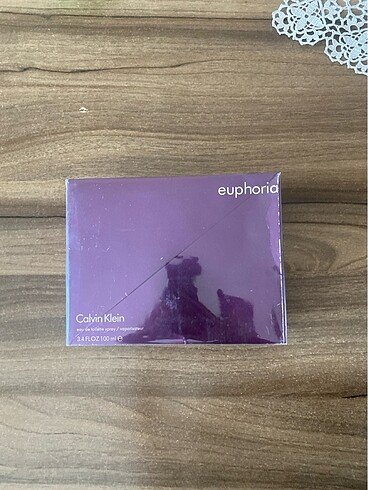 euphoria
Calvin Klein
eau de toilette spray / vaporisateur
3.4 FL OZ 100 ml e